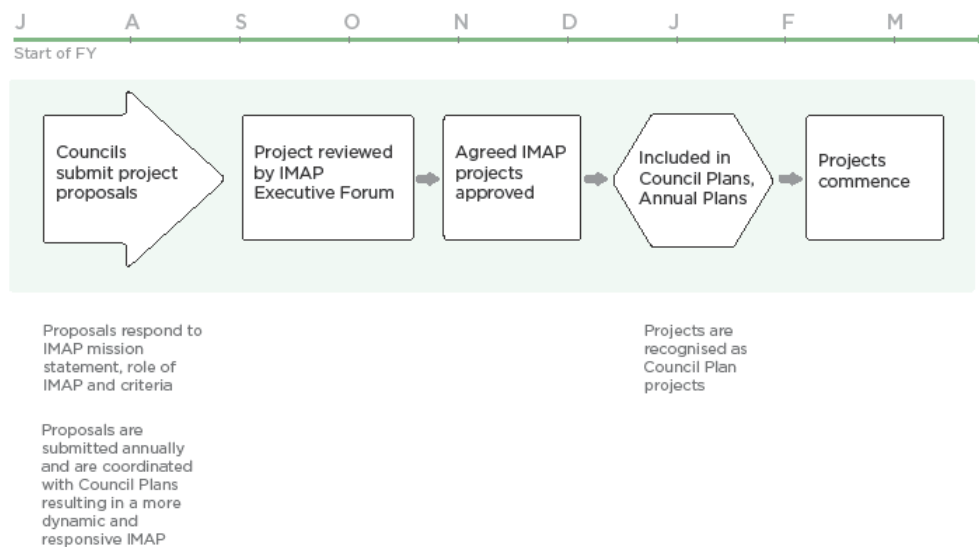 J A S O N D J F M
Start of FY
Councils
submit project
proposals
Project reviewed
by IMAP
Executive Forum
Agreed IMAP
projects
approved
Included in
Council Plans,
Annual Plans
Projects
commence
Proposals respond to
IMAP mission
statement, role of
IMAP and criteria
Proposals are
submitted annually
and are coordinated
with Council Plans
resulting in a more
dynamic and
responsive IMAP
Projects are
recognised as
Council Plan
projects